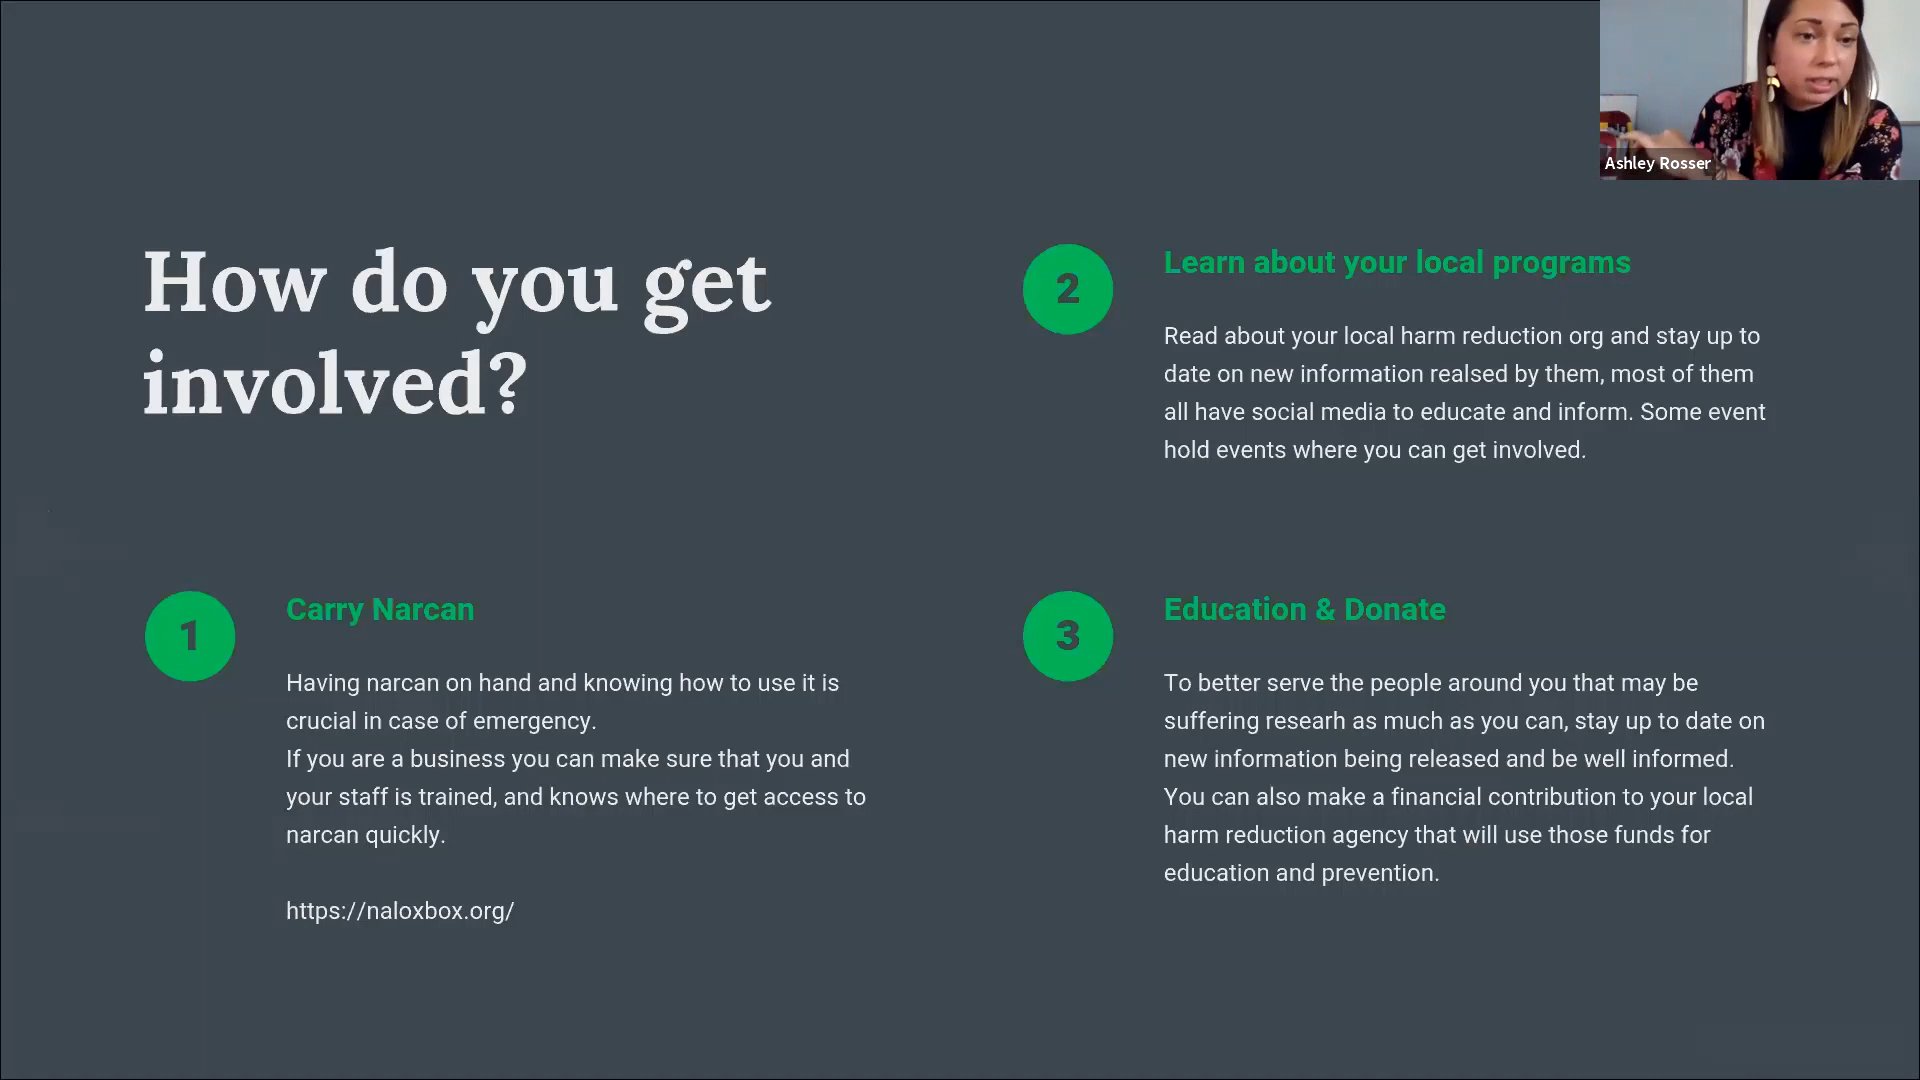 Ashley Rosser
How do you get
involved?
1
Carry Narcan
Having narcan on hand and knowing how to use it is
crucial in case of emergency.
If you are a business you can make sure that you and
your staff is trained, and knows where to get access to
narcan quickly.
https://naloxbox.org/
2
Learn about your local programs
Read about your local harm reduction org and stay up to
date on new information realsed by them, most of them
all have social media to educate and inform. Some event
hold events where you can get involved.
3
Education & Donate
To better serve the people around you that may be
suffering researh as much as you can, stay up to date on
new information being released and be well informed.
You can also make a financial contribution to your local
harm reduction agency that will use those funds for
education and prevention.